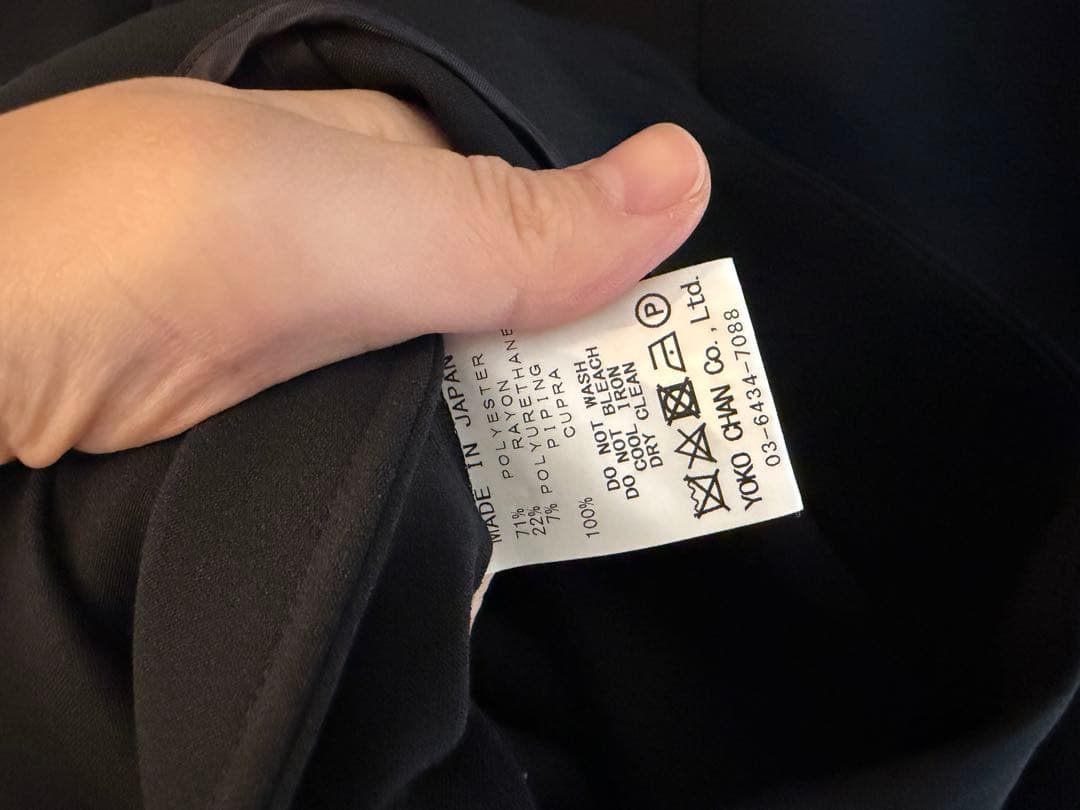 MADE IN JAPAN
71% POLYESTER
22% RAYON
7% POLYURETHANE
PIPING
100% CUPRA
DO NOT WASH
DO NOT BLEACH
COOL IRON
DRY CLEAN
P
YOKO CHAN CO., Ltd.
03-6434-7088